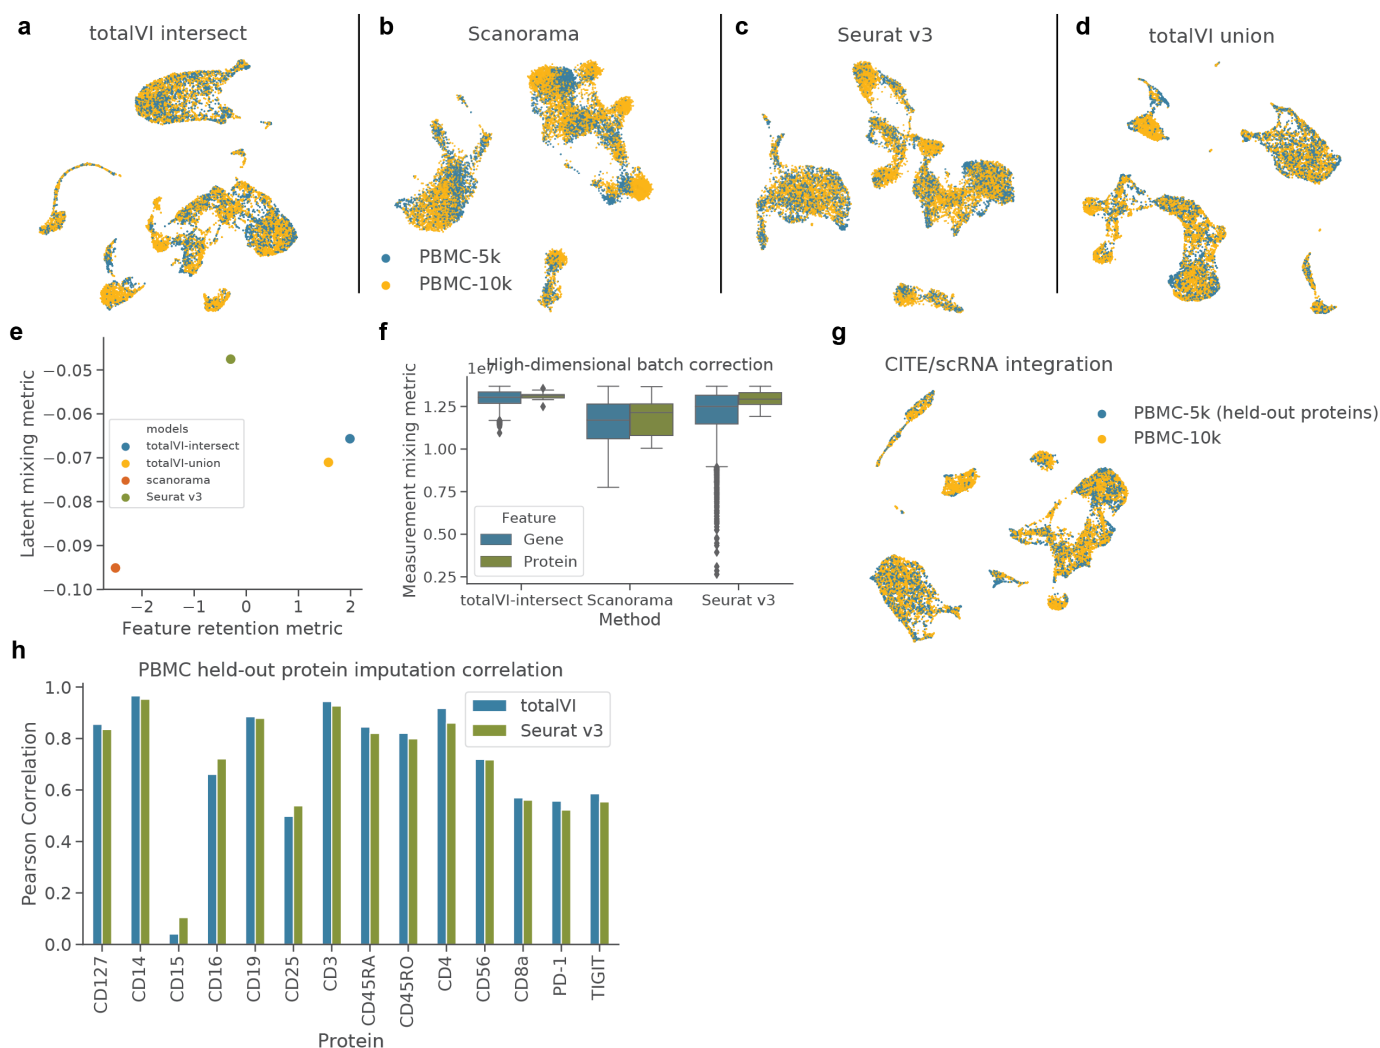 a
totalVI intersect
b
Scanorama
PBMC-5k
PBMC-10k
c
Seurat v3
d
totalVI union
e
Latent mixing metric
−0.05
−0.06
−0.07
−0.08
−0.09
−0.10
models
totalVI-intersect
totalVI-union
scanorama
Seurat v3
−2
−1
0
1
2
Feature retention metric
f
1e7
High-dimensional batch correction
Measurement mixing metric
1.25
1.00
0.75
0.50
0.25
Feature
Gene
Protein
totalVI-intersect
Scanorama
Seurat v3
Method
g
CITE/scRNA integration
PBMC-5k (held-out proteins)
PBMC-10k
h
PBMC held-out protein imputation correlation
Pearson Correlation
1.0
0.8
0.6
0.4
0.2
0.0
totalVI
Seurat v3
CD127
CD14
CD15
CD16
CD19
CD25
CD3
CD45RA
CD45RO
CD4
CD56
CD8a
PD-1
TIGIT
Protein